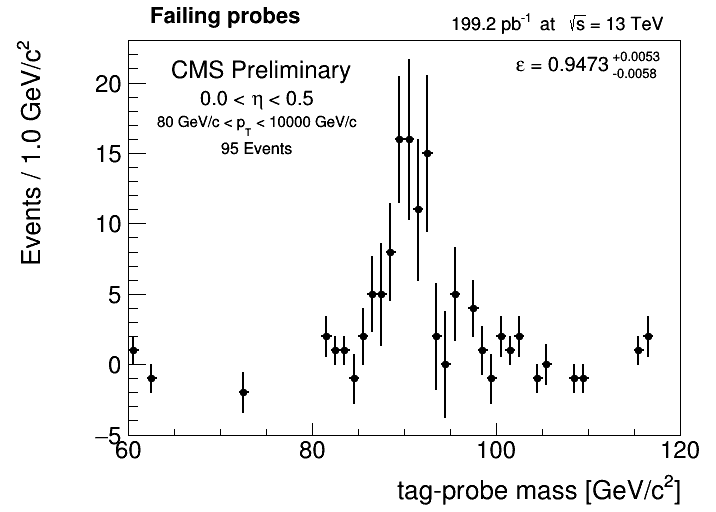 Failing probes
199.2 pb⁻¹ at √s = 13 TeV
CMS Preliminary
ε = 0.9473 +0.0053 -0.0058
0.0 < η < 0.5
80 GeV/c < p_T < 10000 GeV/c
95 Events
Events / 1.0 GeV/c²
20
15
10
5
0
−5
60 80 100 120
tag-probe mass [GeV/c²]